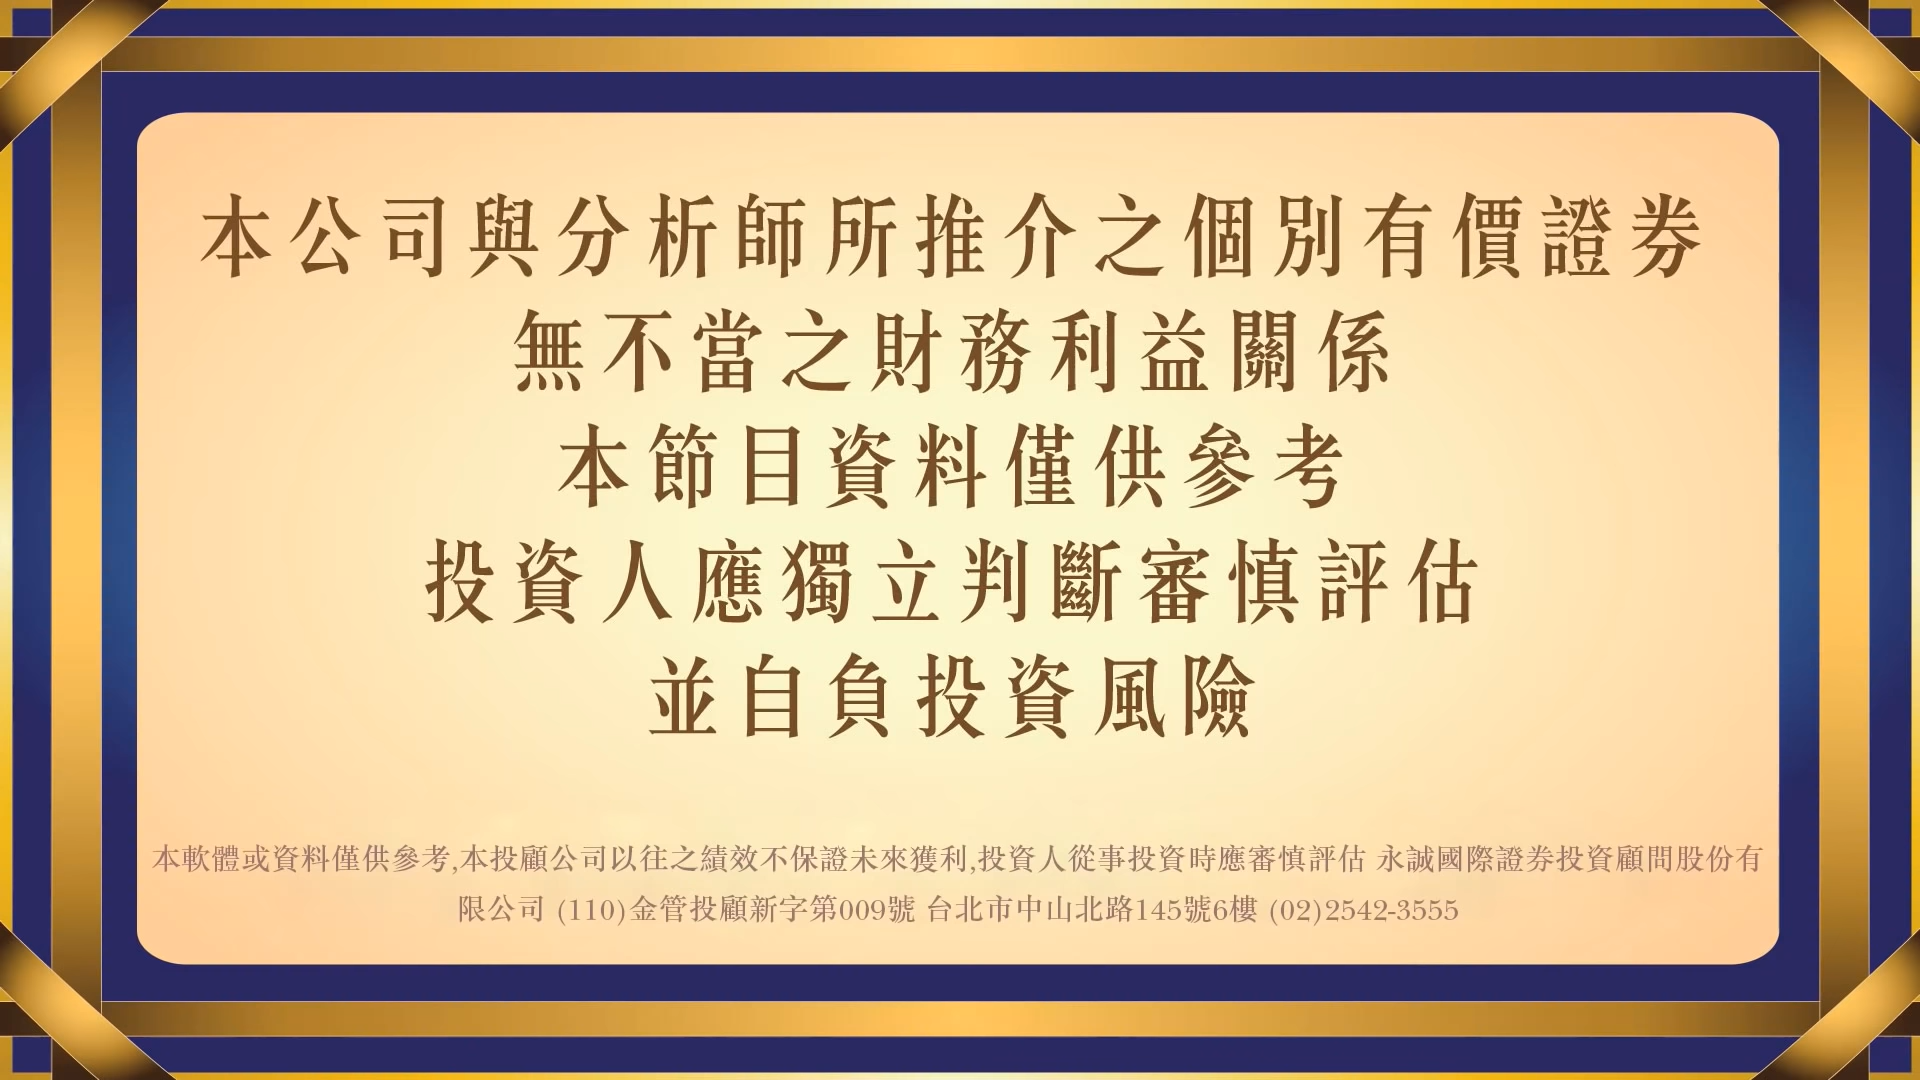 本公司與分析師所推介之個別有價證券
無不當之財務利益關係
本節目資料僅供參考
投資人應獨立判斷審慎評估
並自負投資風險
本軟體或資料僅供參考,本投顧公司以往之績效不保證未來獲利,投資人從事投資時應審慎評估 永誠國際證券投資顧問股份有
限公司 (110)金管投顧新字第009號 台北市中山北路145號6樓 (02)2542-3555